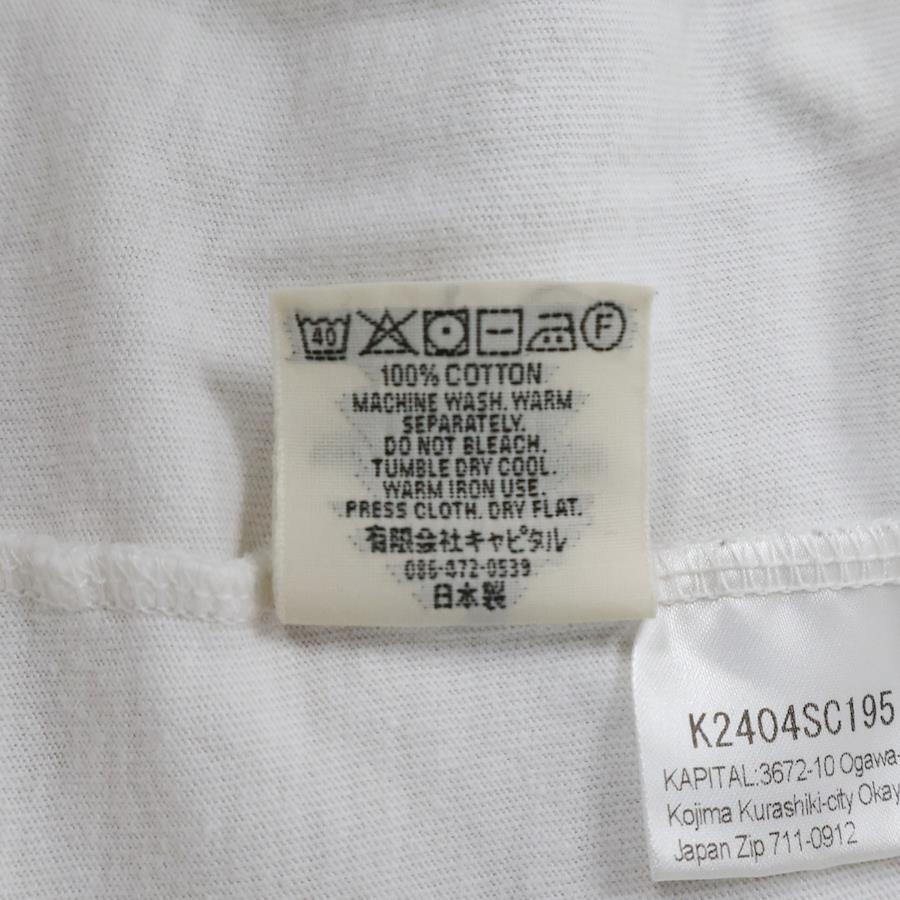 40 F
100% COTTON
MACHINE WASH. WARM
SEPARATELY.
DO NOT BLEACH.
TUMBLE DRY COOL.
WARM IRON USE.
PRESS CLOTH. DRY FLAT.
有限会社キャピタル
086-472-0539
日本製
K2404SC195
KAPITAL:3672-10 Ogawa-
Kojima Kurashiki-city Okay
Japan Zip 711-0912